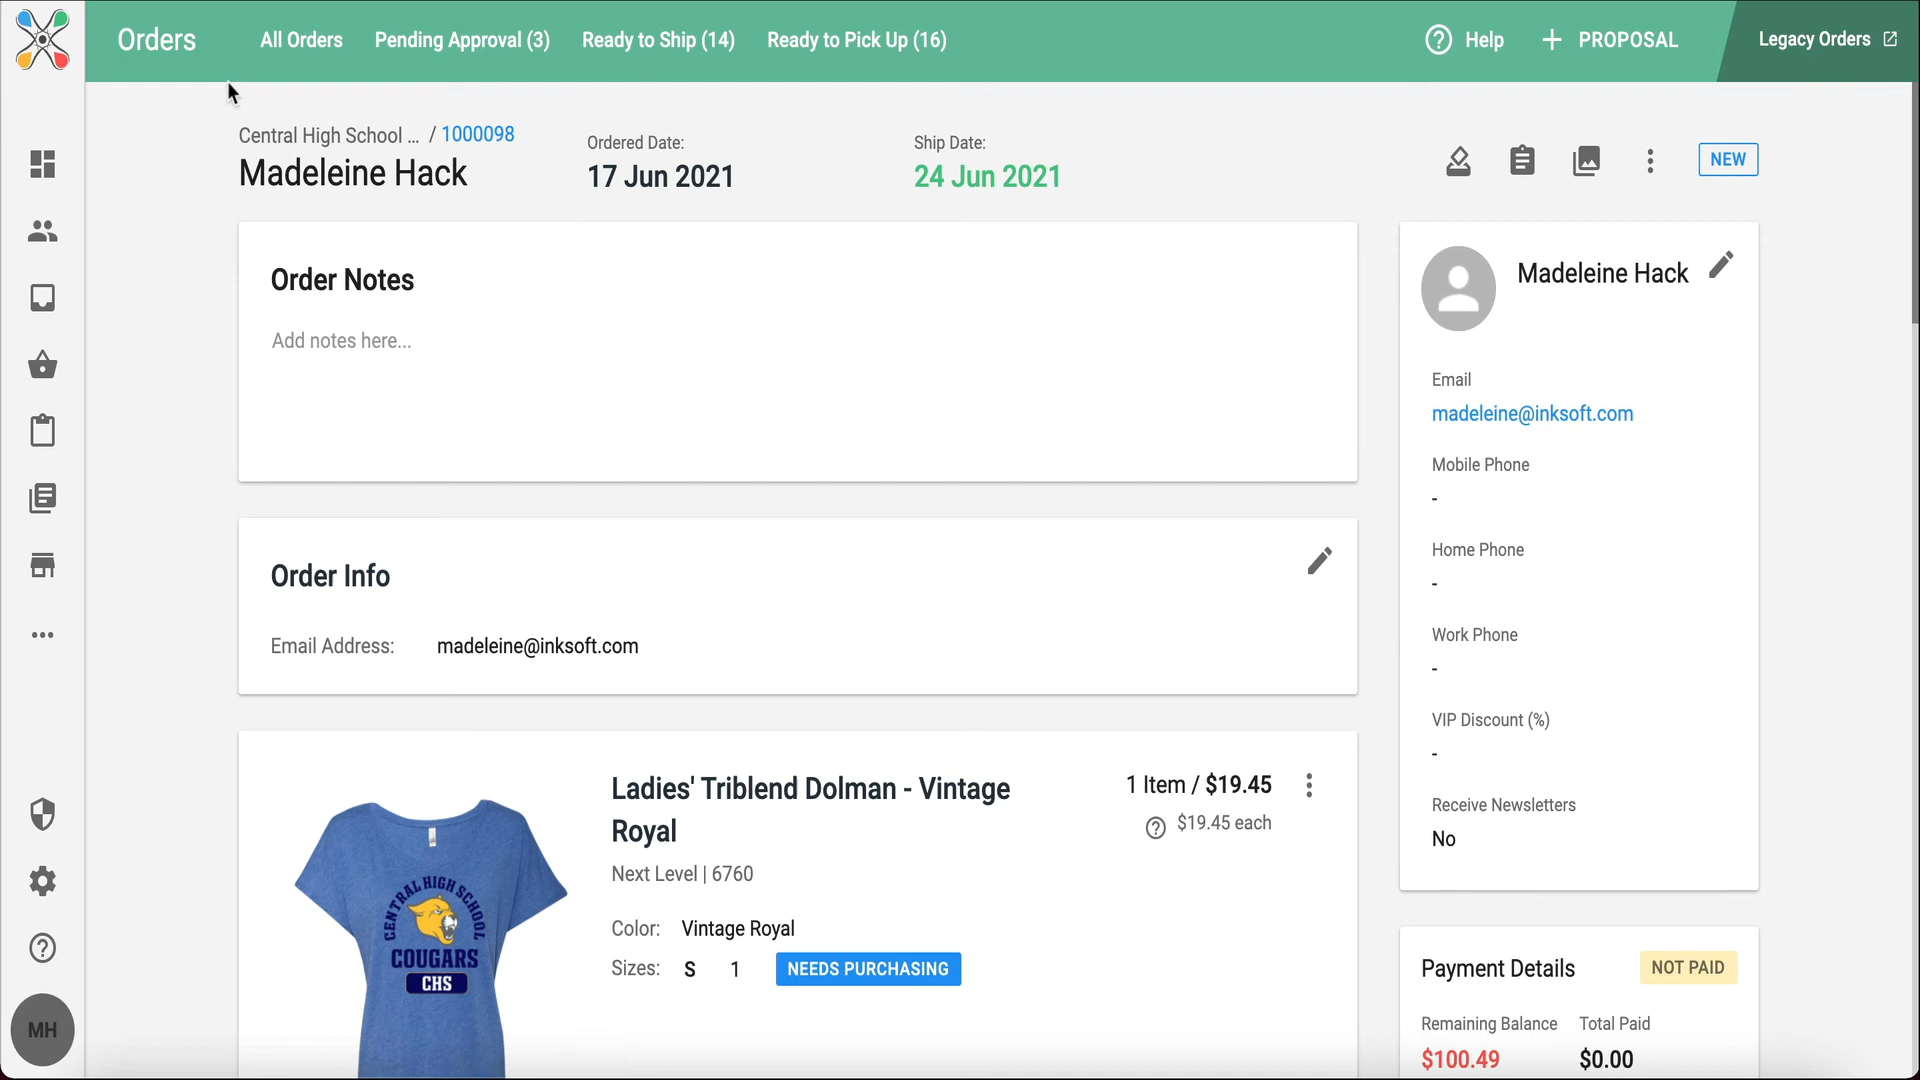 Orders
All Orders
Pending Approval (3)
Ready to Ship (14)
Ready to Pick Up (16)
Help
PROPOSAL
Legacy Orders
Central High School ... / 1000098
Madeleine Hack
Ordered Date:
17 Jun 2021
Ship Date:
24 Jun 2021
NEW
Order Notes
Add notes here...
Order Info
Email Address: madeleine@inksoft.com
CENTRAL HIGH SCHOOL
COUGARS
CHS
Ladies' Triblend Dolman - Vintage
Royal
Next Level | 6760
1 Item / $19.45
$19.45 each
Color: Vintage Royal
Sizes: S 1 NEEDS PURCHASING
Madeleine Hack
Email
madeleine@inksoft.com
Mobile Phone
-
Home Phone
-
Work Phone
-
VIP Discount (%)
-
Receive Newsletters
No
Payment Details
NOT PAID
Remaining Balance Total Paid
$100.49 $0.00
MH